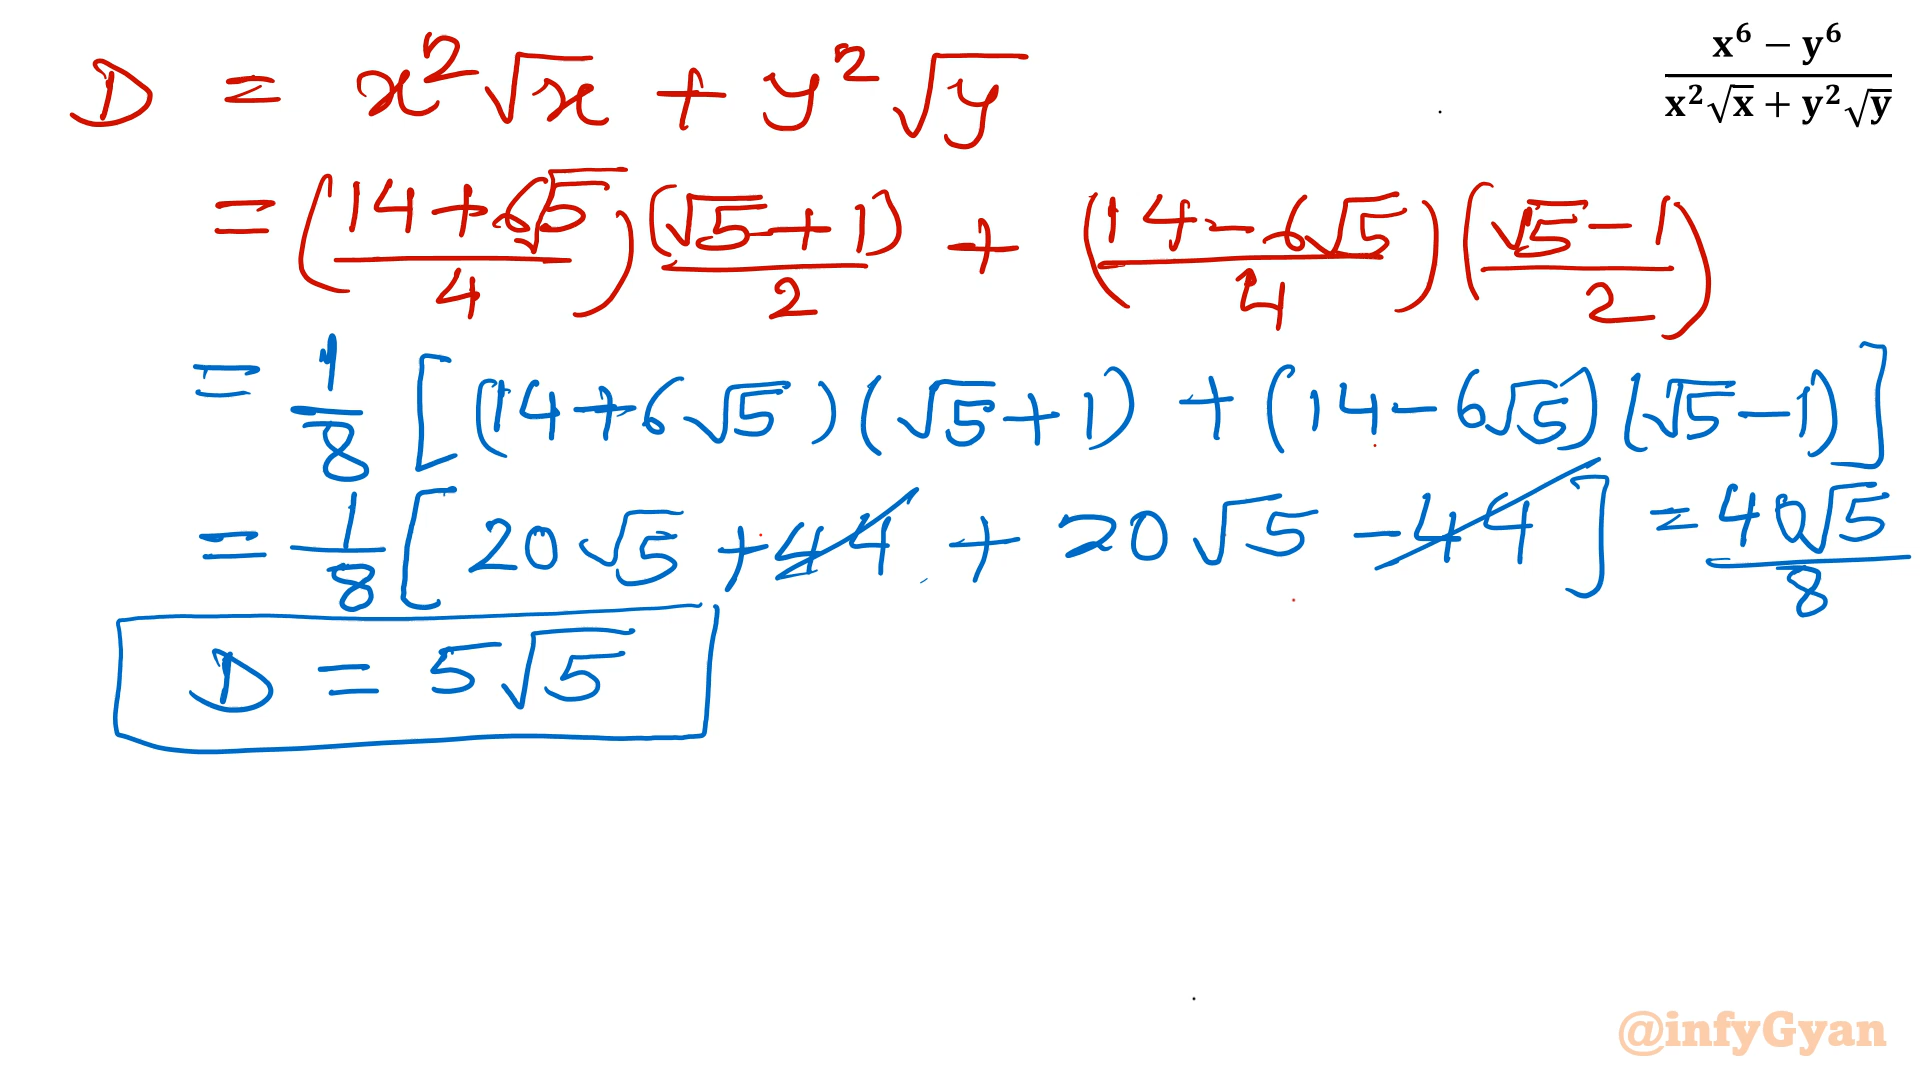 D = x²√x + y²√y
x⁶ − y⁶
x²√x + y²√y
= (14 + 6√5 / 4) (√5 + 1 / 2) + (14 − 6√5 / 4) (√5 − 1 / 2)
= 1/8 [(14 + 6√5)(√5 + 1) + (14 − 6√5)(√5 − 1)]
= 1/8 [20√5 + 44 + 20√5 − 44] = 40√5 / 8
D = 5√5
@infyGyan